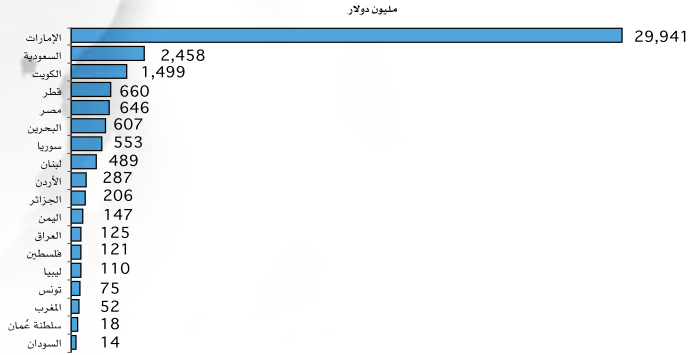 مليون دولار
الإمارات 29,941
السعودية 2,458
الكويت 1,499
قطر 660
مصر 646
البحرين 607
سوريا 553
لبنان 489
الأردن 287
الجزائر 206
اليمن 147
العراق 125
فلسطين 121
ليبيا 110
تونس 75
المغرب 52
سلطنة عُمان 18
السودان 14